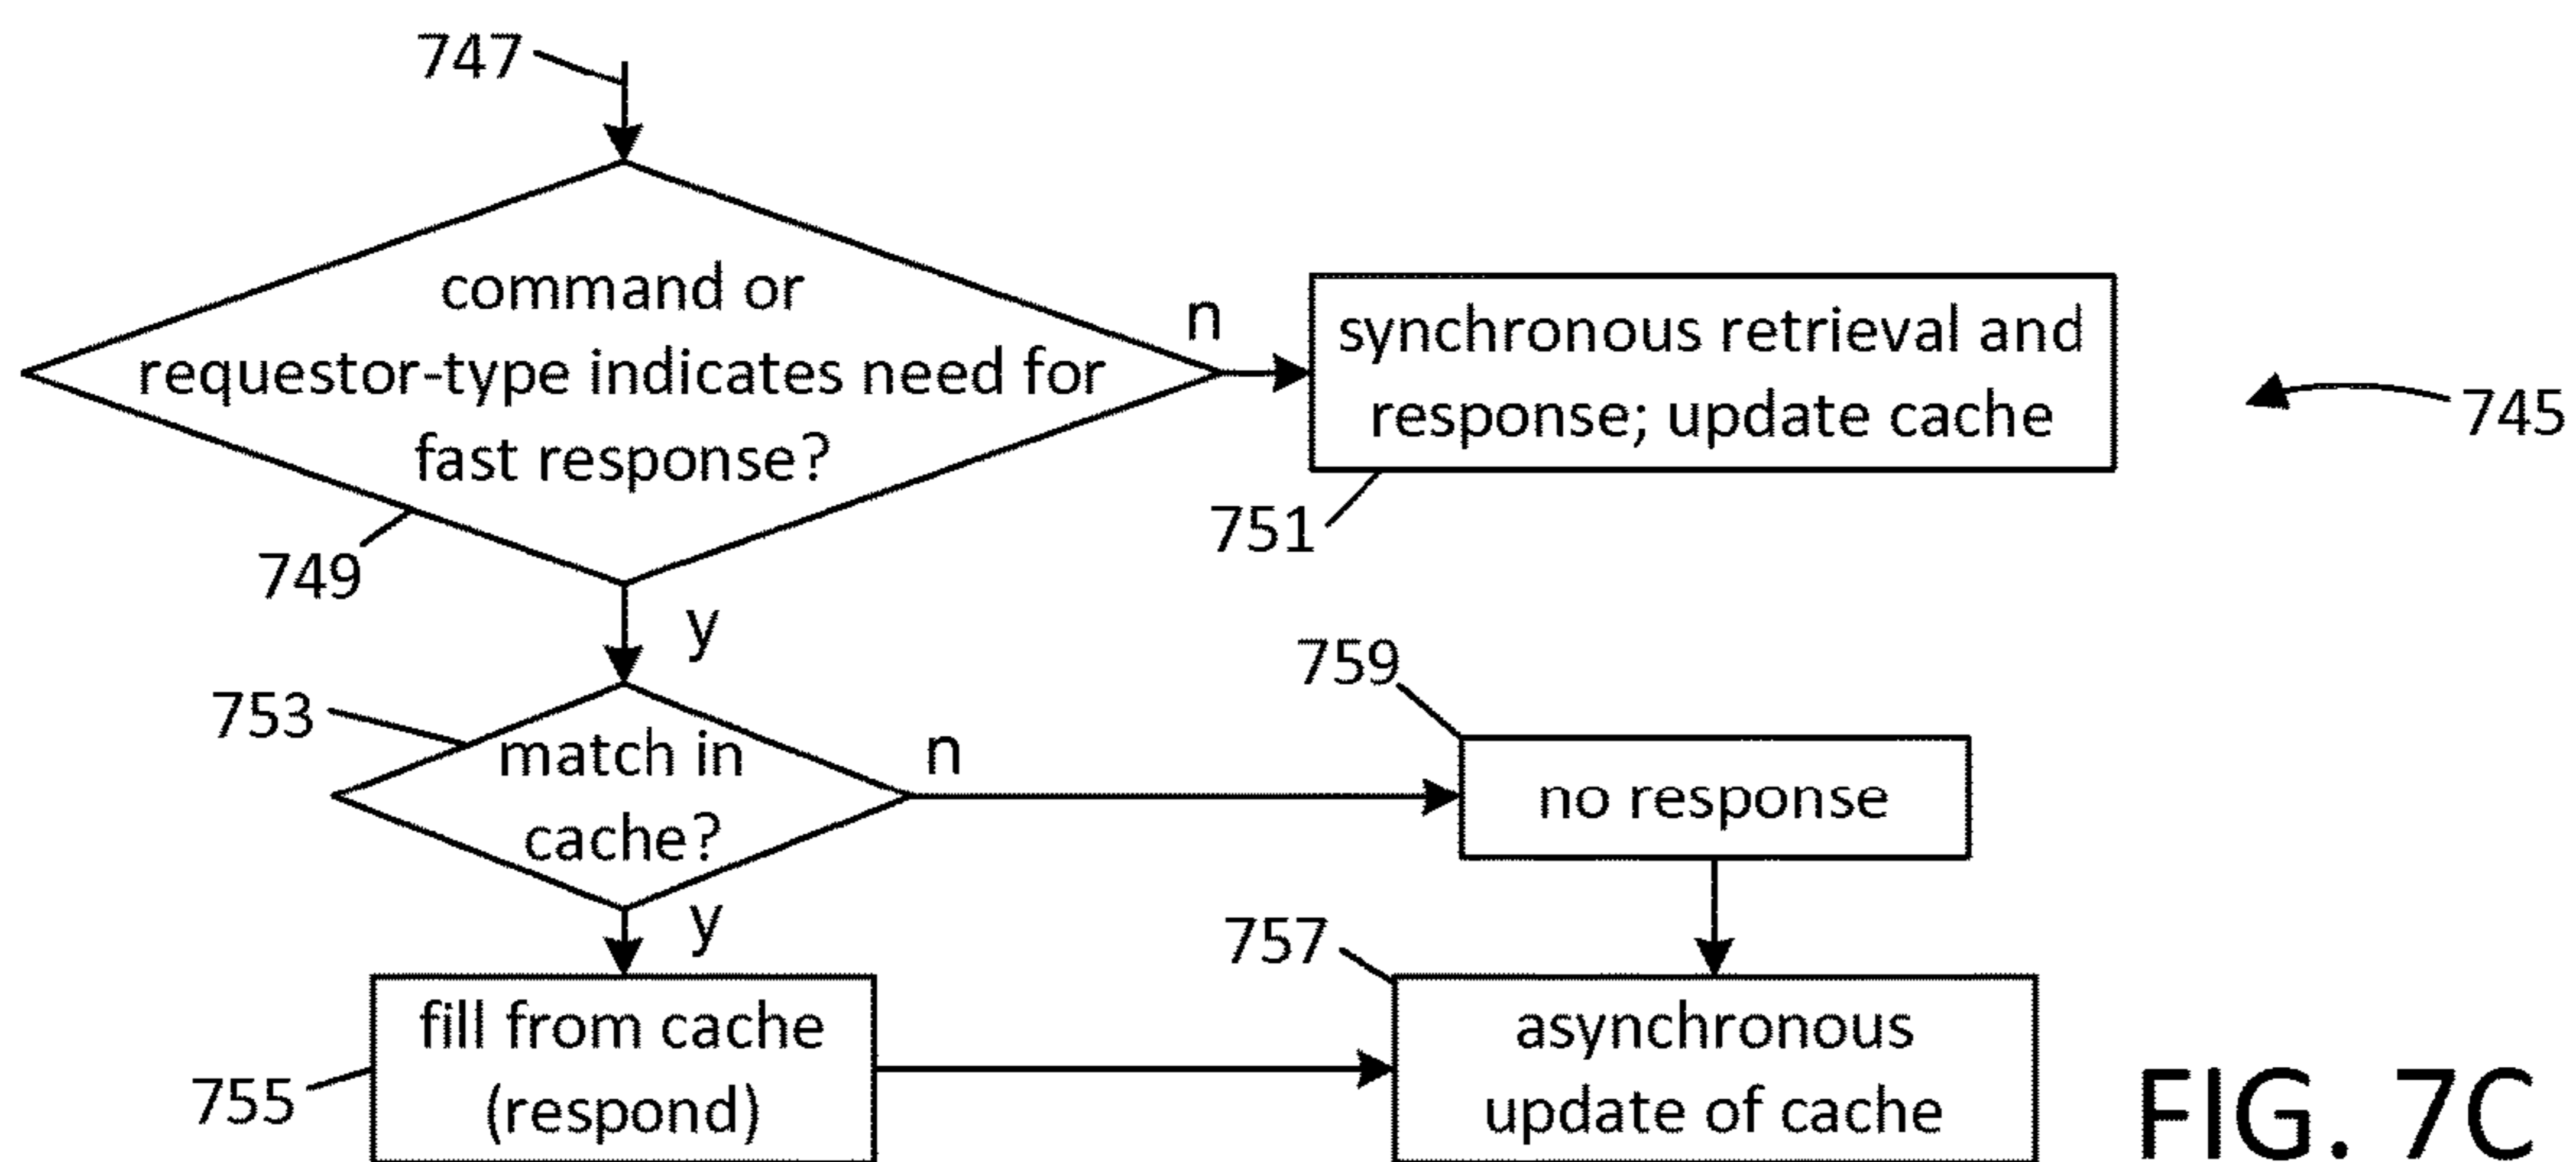 747
command or
requestor-type indicates need for
fast response?
n
synchronous retrieval and
response; update cache
745
751
749
y
759
753
match in
cache?
n
no response
y
757
fill from cache
(respond)
755
asynchronous
update of cache
FIG. 7C